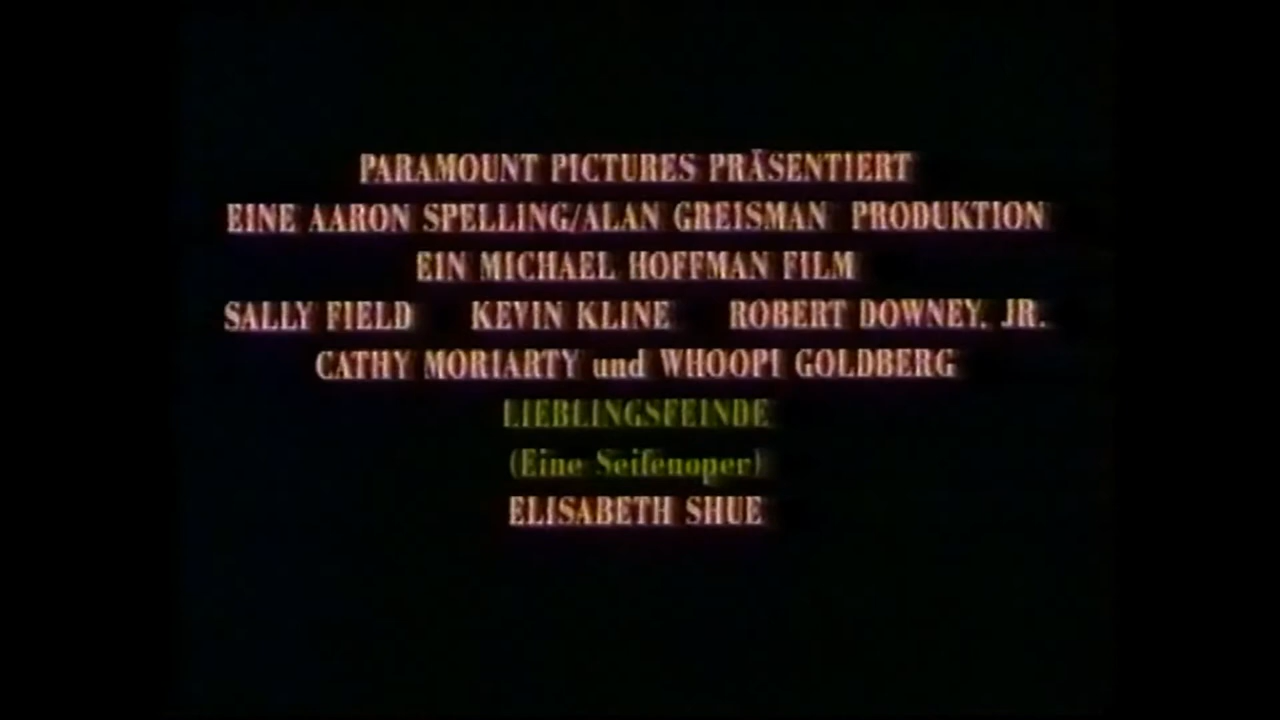 PARAMOUNT PICTURES PRÄSENTIERT
EINE AARON SPELLING/ALAN GREISMAN PRODUKTION
EIN MICHAEL HOFFMAN FILM
SALLY FIELD KEVIN KLINE ROBERT DOWNEY, JR.
CATHY MORIARTY und WHOOPI GOLDBERG
LIEBLINGSFEINDE
(Eine Seifenoper)
ELISABETH SHUE